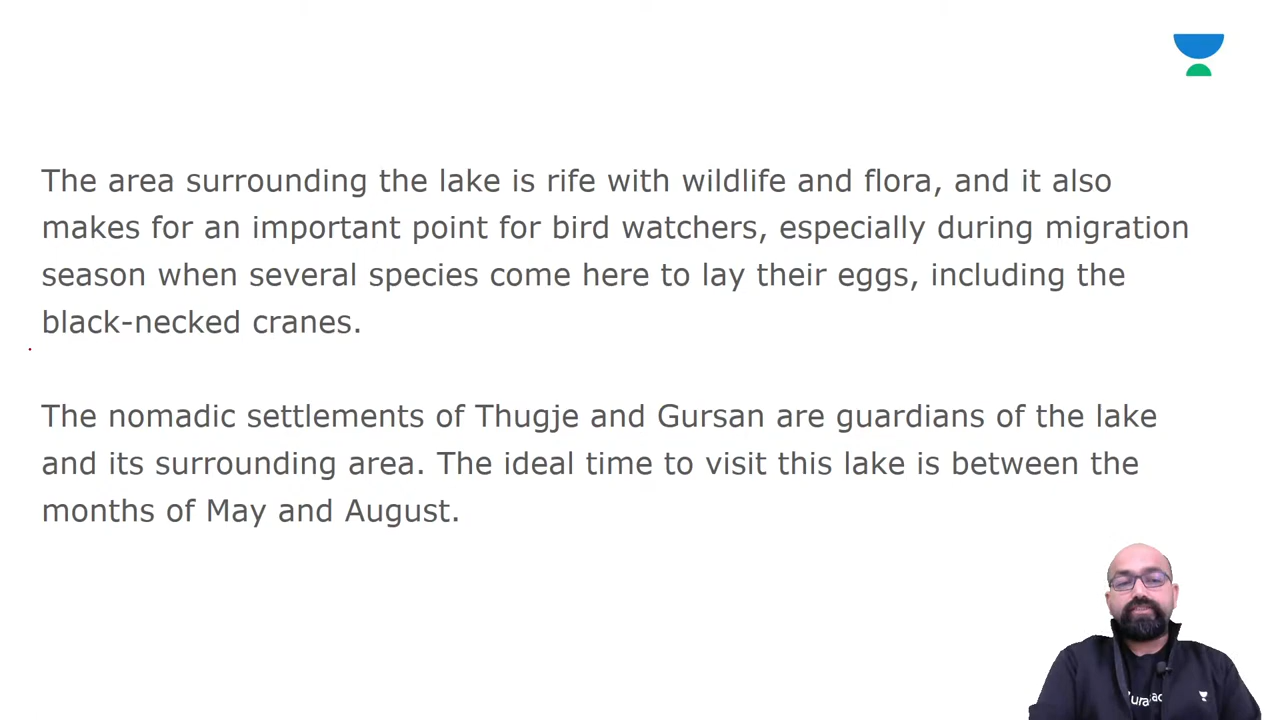 The area surrounding the lake is rife with wildlife and flora, and it also
makes for an important point for bird watchers, especially during migration
season when several species come here to lay their eggs, including the
black-necked cranes.
The nomadic settlements of Thugje and Gursan are guardians of the lake
and its surrounding area. The ideal time to visit this lake is between the
months of May and August.